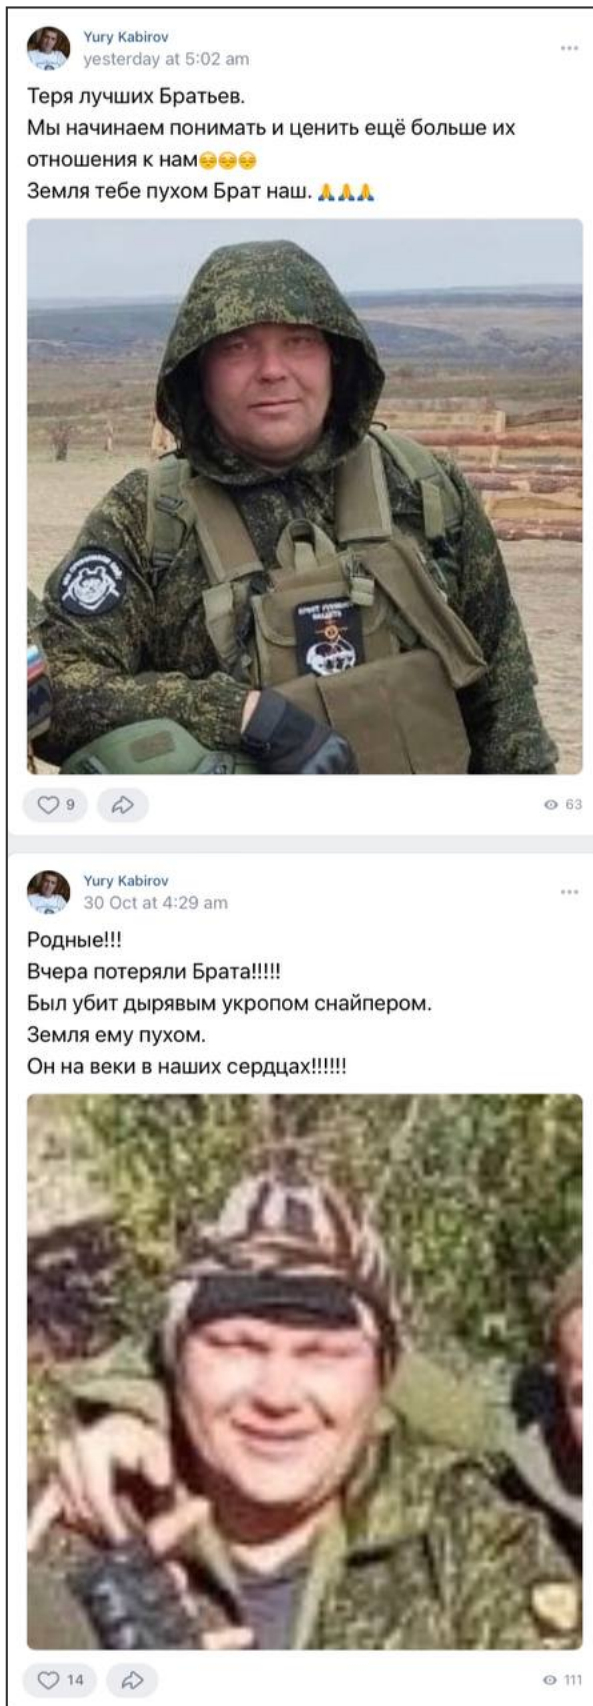 Yury Kabirov
yesterday at 5:02 am
Теря лучших Братьев.
Мы начинаем понимать и ценить ещё больше их
отношения к нам😔😔😔
Земля тебе пухом Брат наш. 🙏🙏🙏
9
63
Yury Kabirov
30 Oct at 4:29 am
Родные!!!
Вчера потеряли Брата!!!!!
Был убит дырявым укропом снайпером.
Земля ему пухом.
Он на веки в наших сердцах!!!!!!
14
111